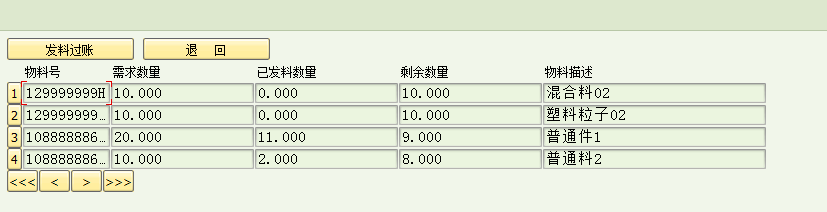 发料过账 退 回
物料号 需求数量 已发料数量 剩余数量 物料描述
1 129999999H 10.000 0.000 10.000 混合料02
2 129999999… 10.000 0.000 10.000 塑料粒子02
3 108888886… 20.000 11.000 9.000 普通件1
4 108888886… 10.000 2.000 8.000 普通料2
<<< < > >>>